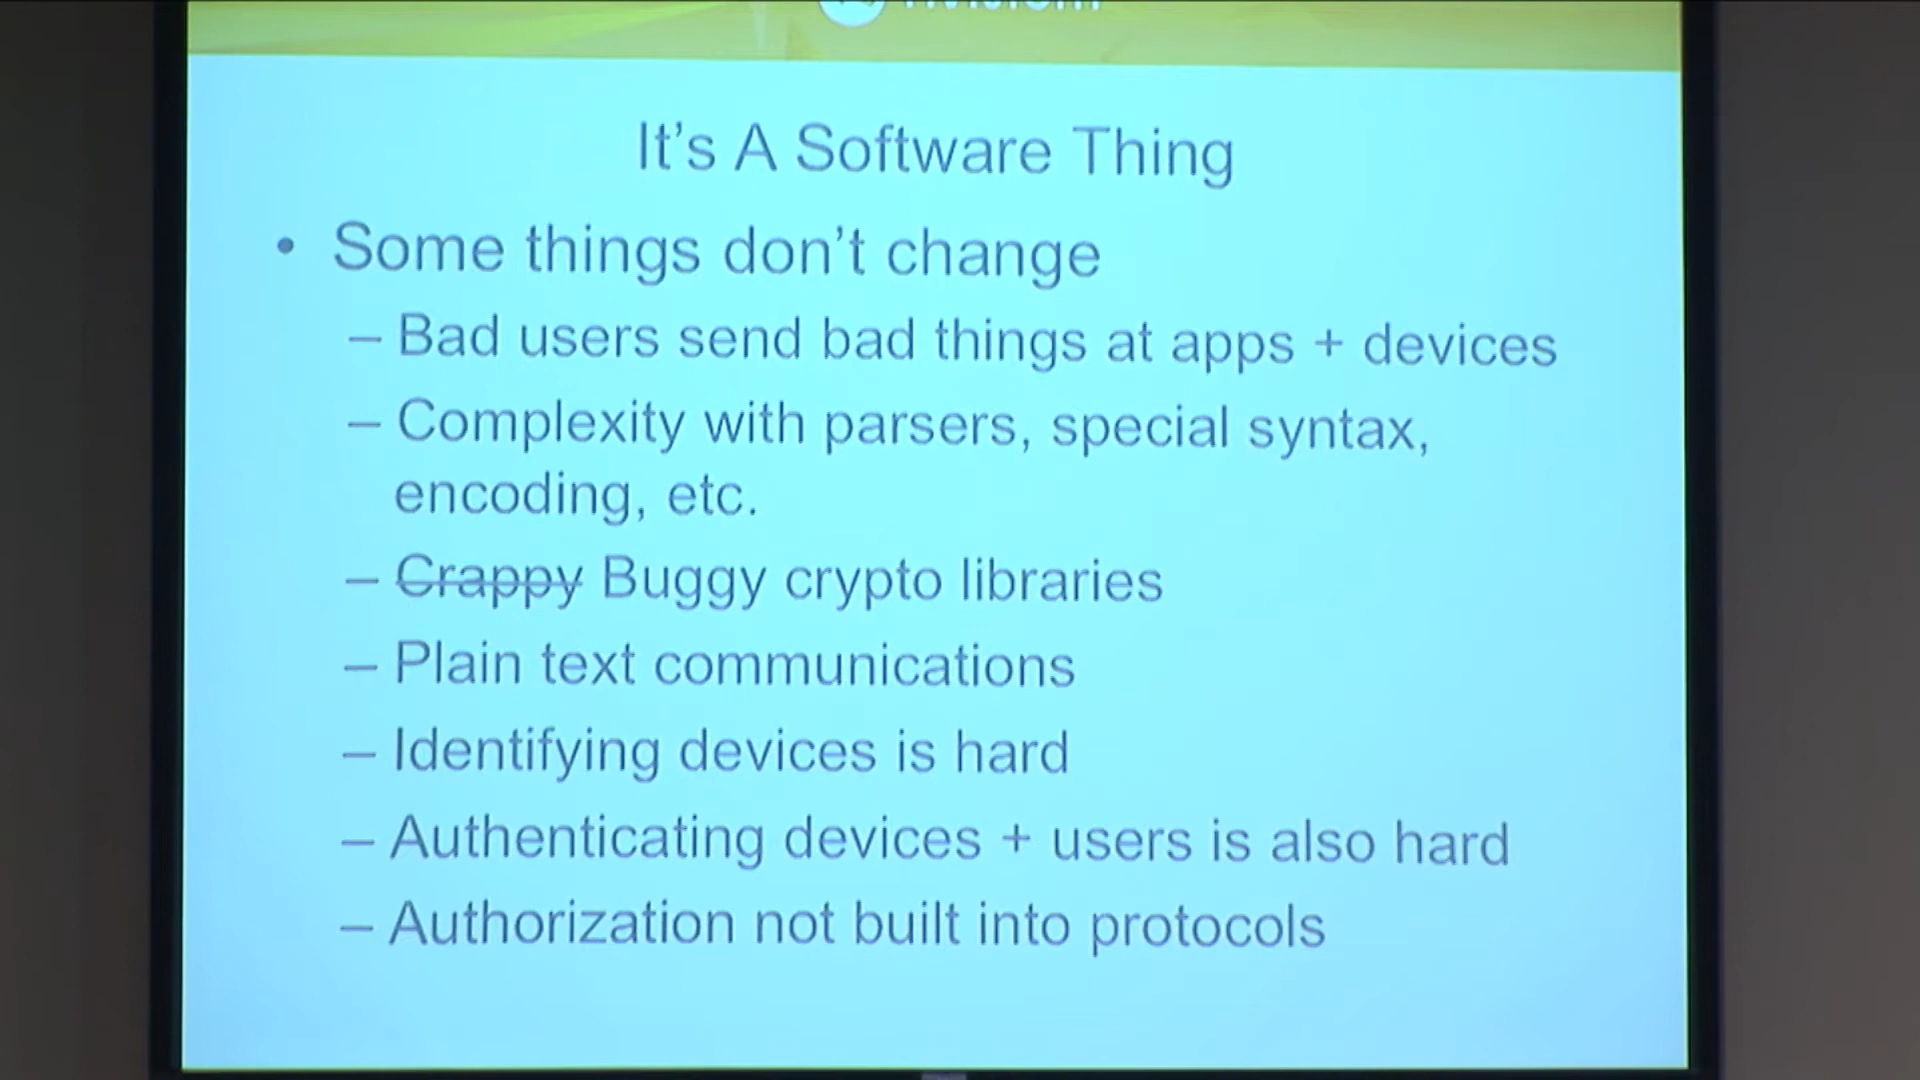 It's A Software Thing
• Some things don't change
– Bad users send bad things at apps + devices
– Complexity with parsers, special syntax,
encoding, etc.
– Crappy Buggy crypto libraries
– Plain text communications
– Identifying devices is hard
– Authenticating devices + users is also hard
– Authorization not built into protocols